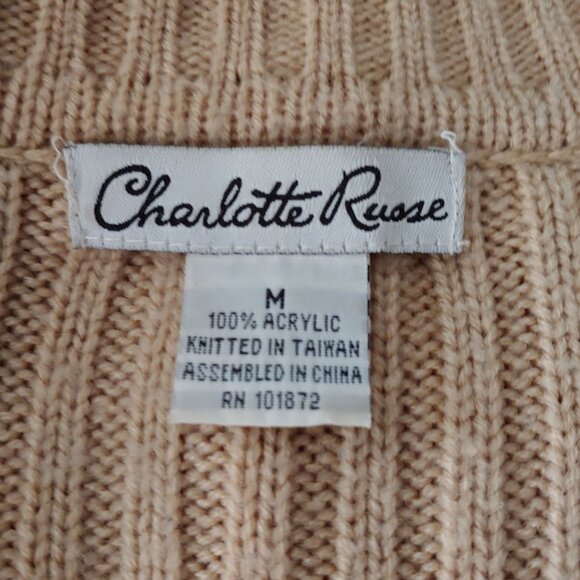 Charlotte Russe
M
100% ACRYLIC
KNITTED IN TAIWAN
ASSEMBLED IN CHINA
RN 101872